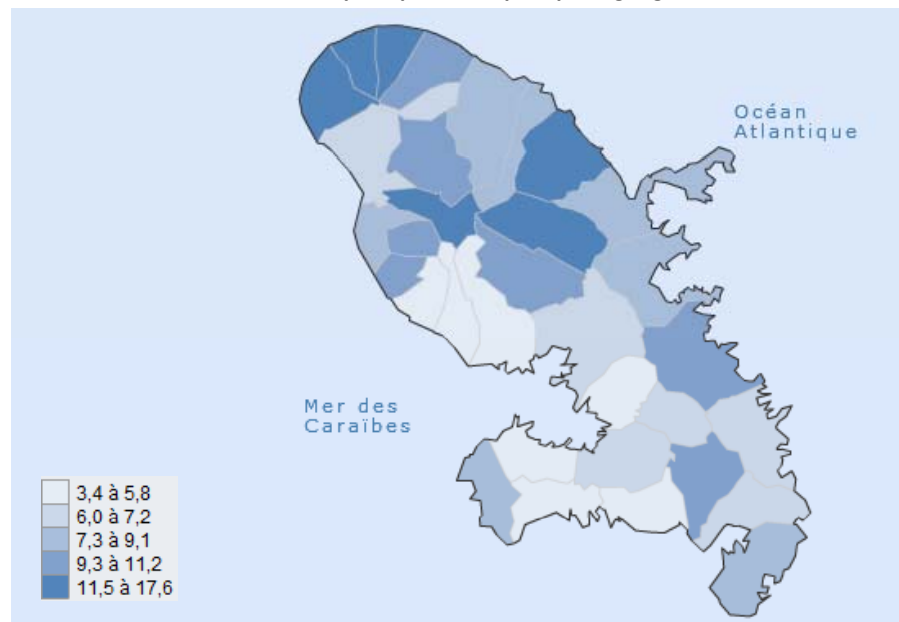 Océan
Atlantique
Mer des
Caraïbes
3,4 à 5,8
6,0 à 7,2
7,3 à 9,1
9,3 à 11,2
11,5 à 17,6